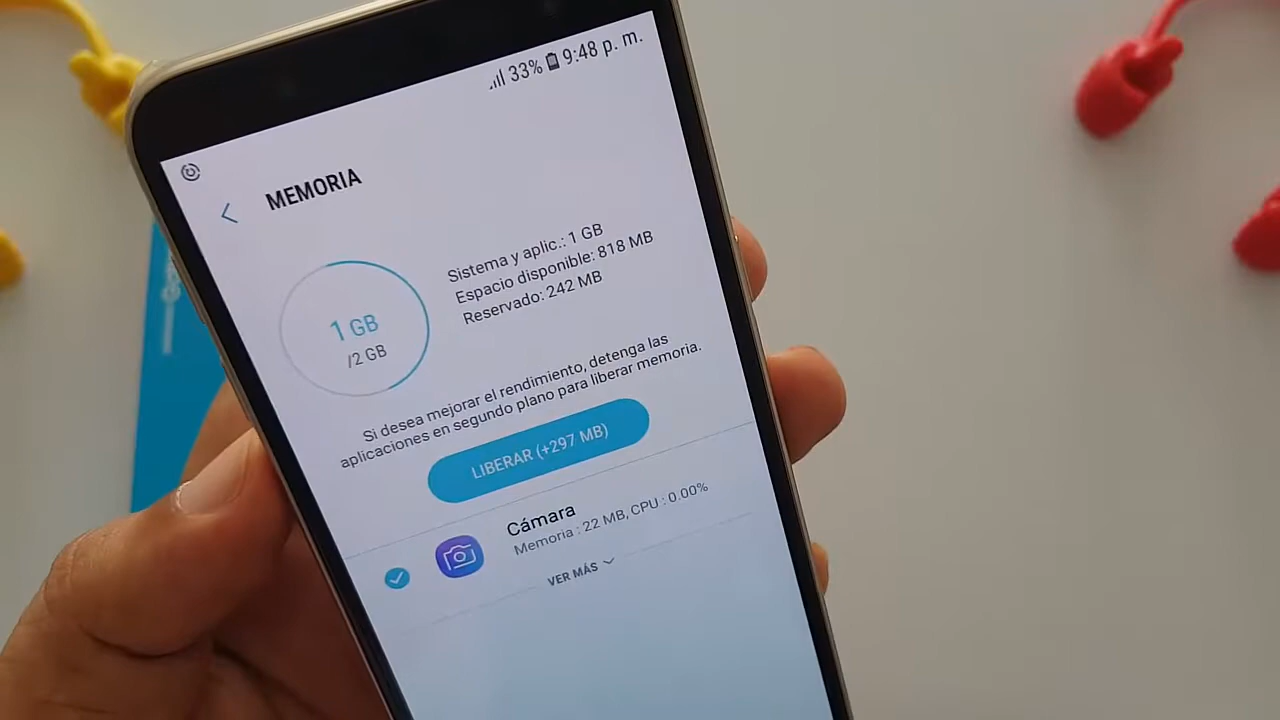 33% 9:48 p. m.
MEMORIA
1 GB
/2 GB
Sistema y aplic.: 1 GB
Espacio disponible: 818 MB
Reservado: 242 MB
Si desea mejorar el rendimiento, detenga las
aplicaciones en segundo plano para liberar memoria.
LIBERAR (+297 MB)
Cámara
Memoria : 22 MB, CPU : 0.00%
VER MÁS